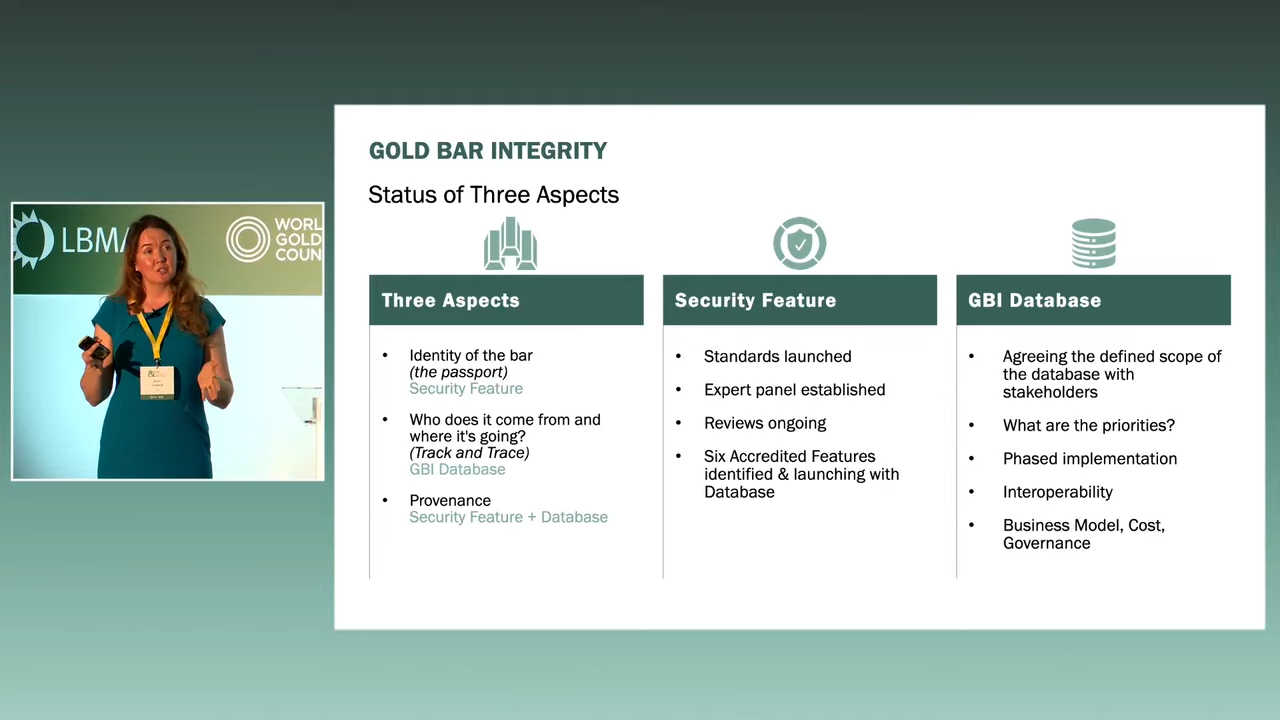 GOLD BAR INTEGRITY
Status of Three Aspects
Three Aspects
• Identity of the bar
(the passport)
Security Feature
• Who does it come from and
where it's going?
(Track and Trace)
GBI Database
• Provenance
Security Feature + Database
Security Feature
• Standards launched
• Expert panel established
• Reviews ongoing
• Six Accredited Features
identified & launching with
Database
GBI Database
• Agreeing the defined scope of
the database with
stakeholders
• What are the priorities?
• Phased implementation
• Interoperability
• Business Model, Cost,
Governance
LBMA
WORL
GOLD
COUN